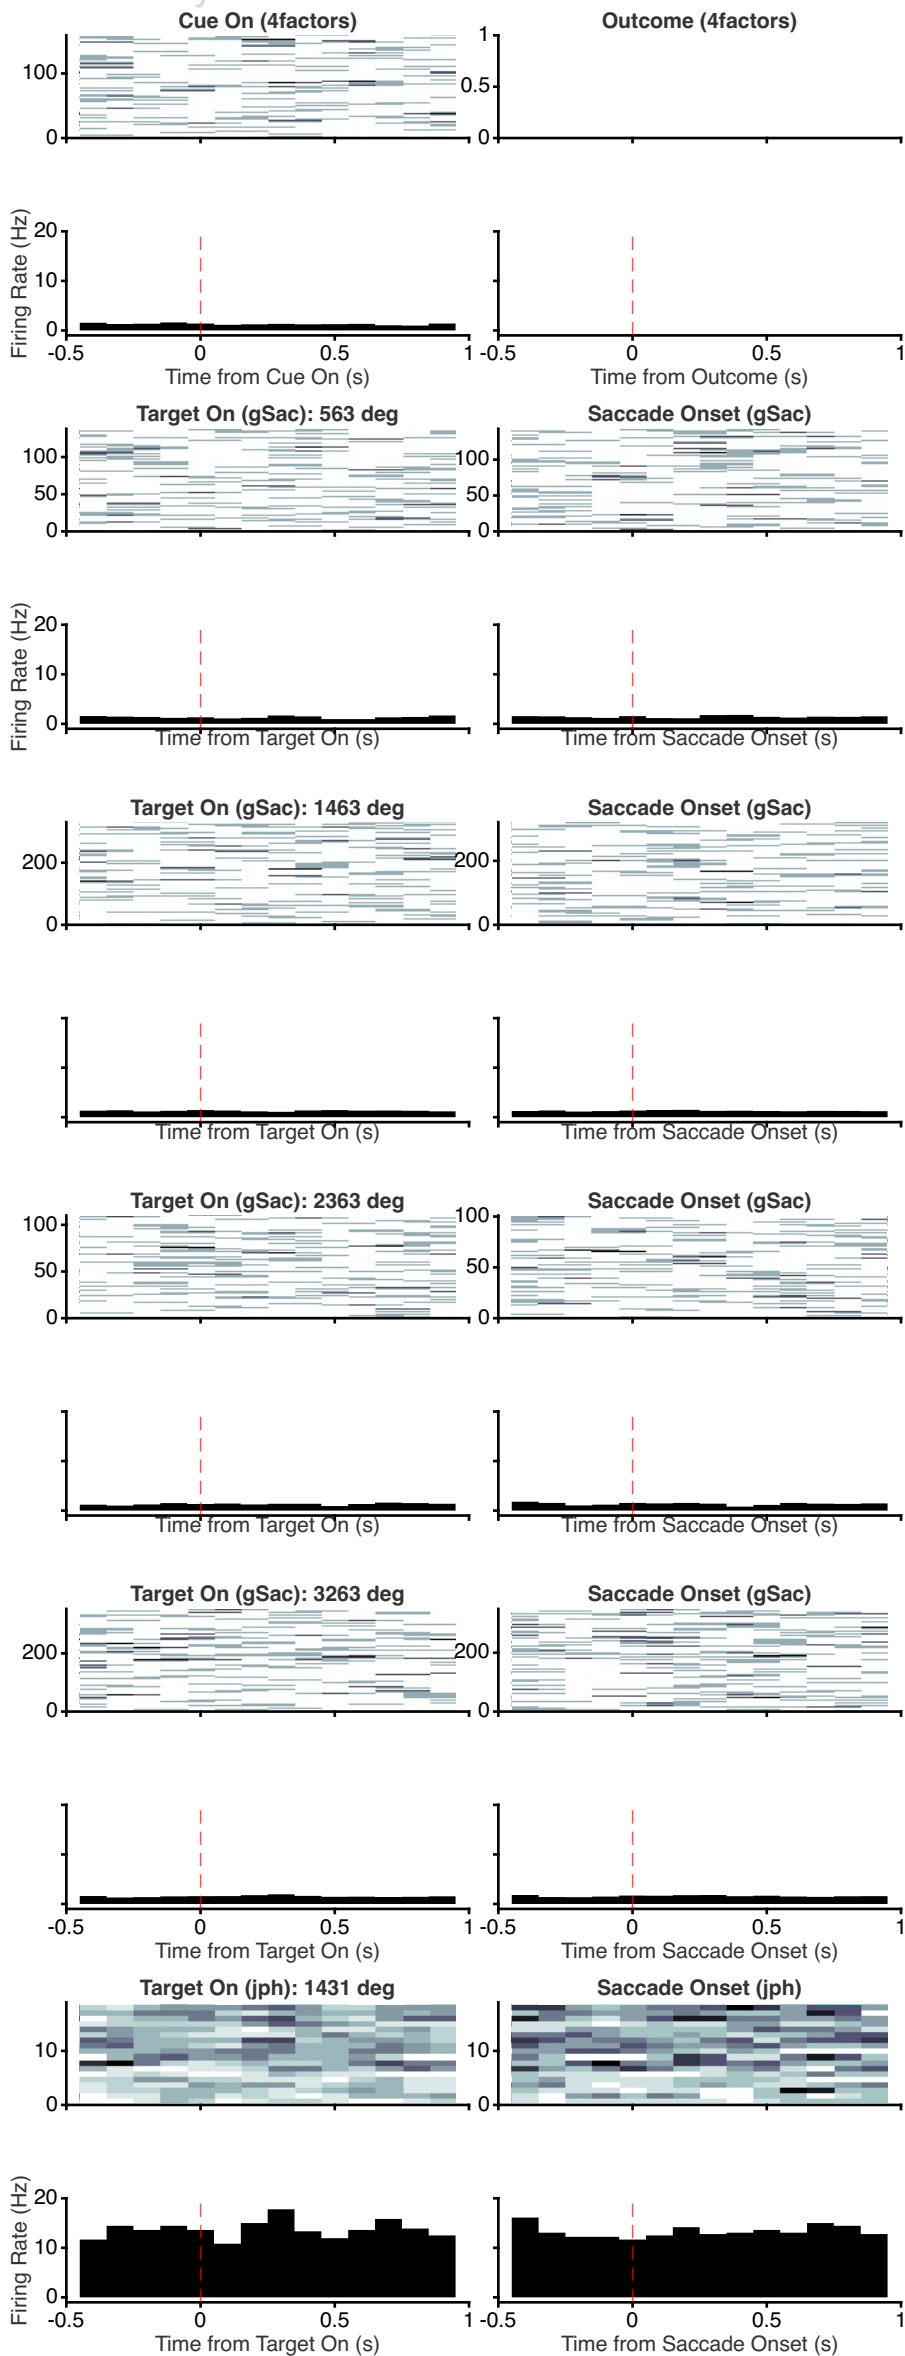 Cue On (4factors) Outcome (4factors)
100
0
1
0.5
0
Firing Rate (Hz)
20
10
0
-0.5 0 0.5 1 -0.5 0 0.5 1
Time from Cue On (s) Time from Outcome (s)
Target On (gSac): 563 deg Saccade Onset (gSac)
100
50
0
100
50
0
Firing Rate (Hz)
20
10
0
Time from Target On (s) Time from Saccade Onset (s)
Target On (gSac): 1463 deg Saccade Onset (gSac)
200
0
200
0
Time from Target On (s) Time from Saccade Onset (s)
Target On (gSac): 2363 deg Saccade Onset (gSac)
100
50
0
100
50
0
Time from Target On (s) Time from Saccade Onset (s)
Target On (gSac): 3263 deg Saccade Onset (gSac)
200
0
200
0
-0.5 0 0.5 1 -0.5 0 0.5 1
Time from Target On (s) Time from Saccade Onset (s)
Target On (jph): 1431 deg Saccade Onset (jph)
10
0
10
0
Firing Rate (Hz)
20
10
0
-0.5 0 0.5 1 -0.5 0 0.5 1
Time from Target On (s) Time from Saccade Onset (s)